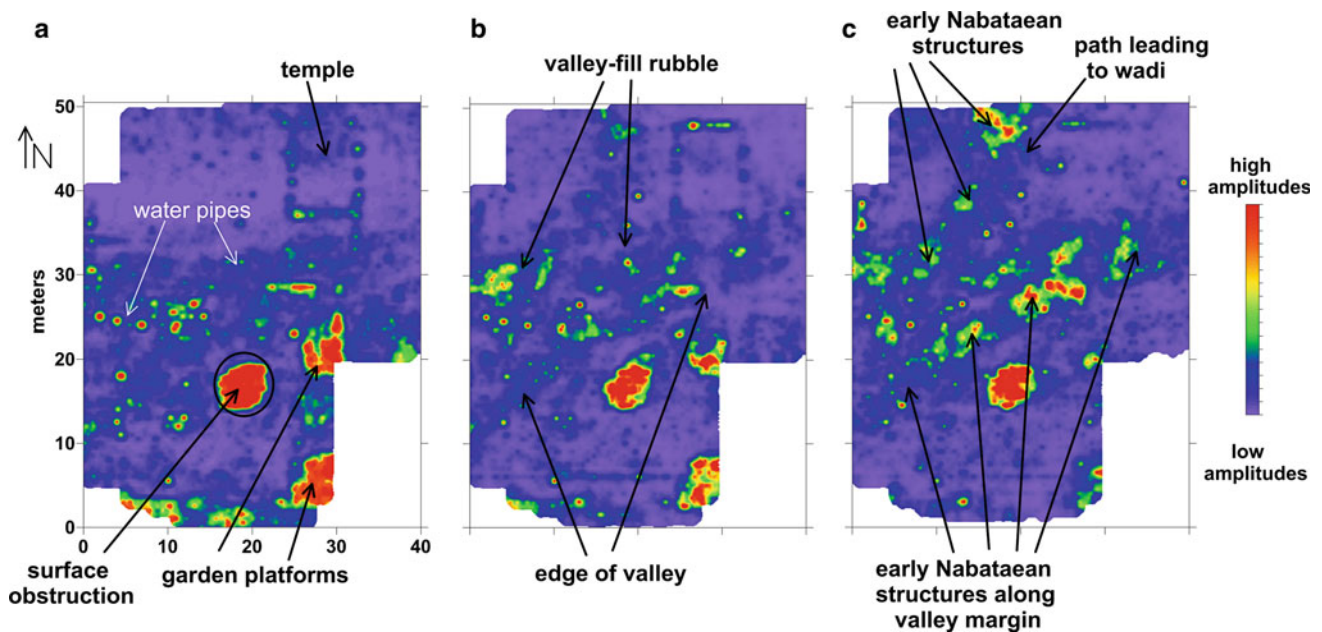 a
temple
N
water pipes
meters
50
40
30
20
10
0
0 10 20 30 40
surface
obstruction
garden platforms
b
valley-fill rubble
edge of valley
c
early Nabataean
structures
path leading
to wadi
early Nabataean
structures along
valley margin
high
amplitudes
low
amplitudes